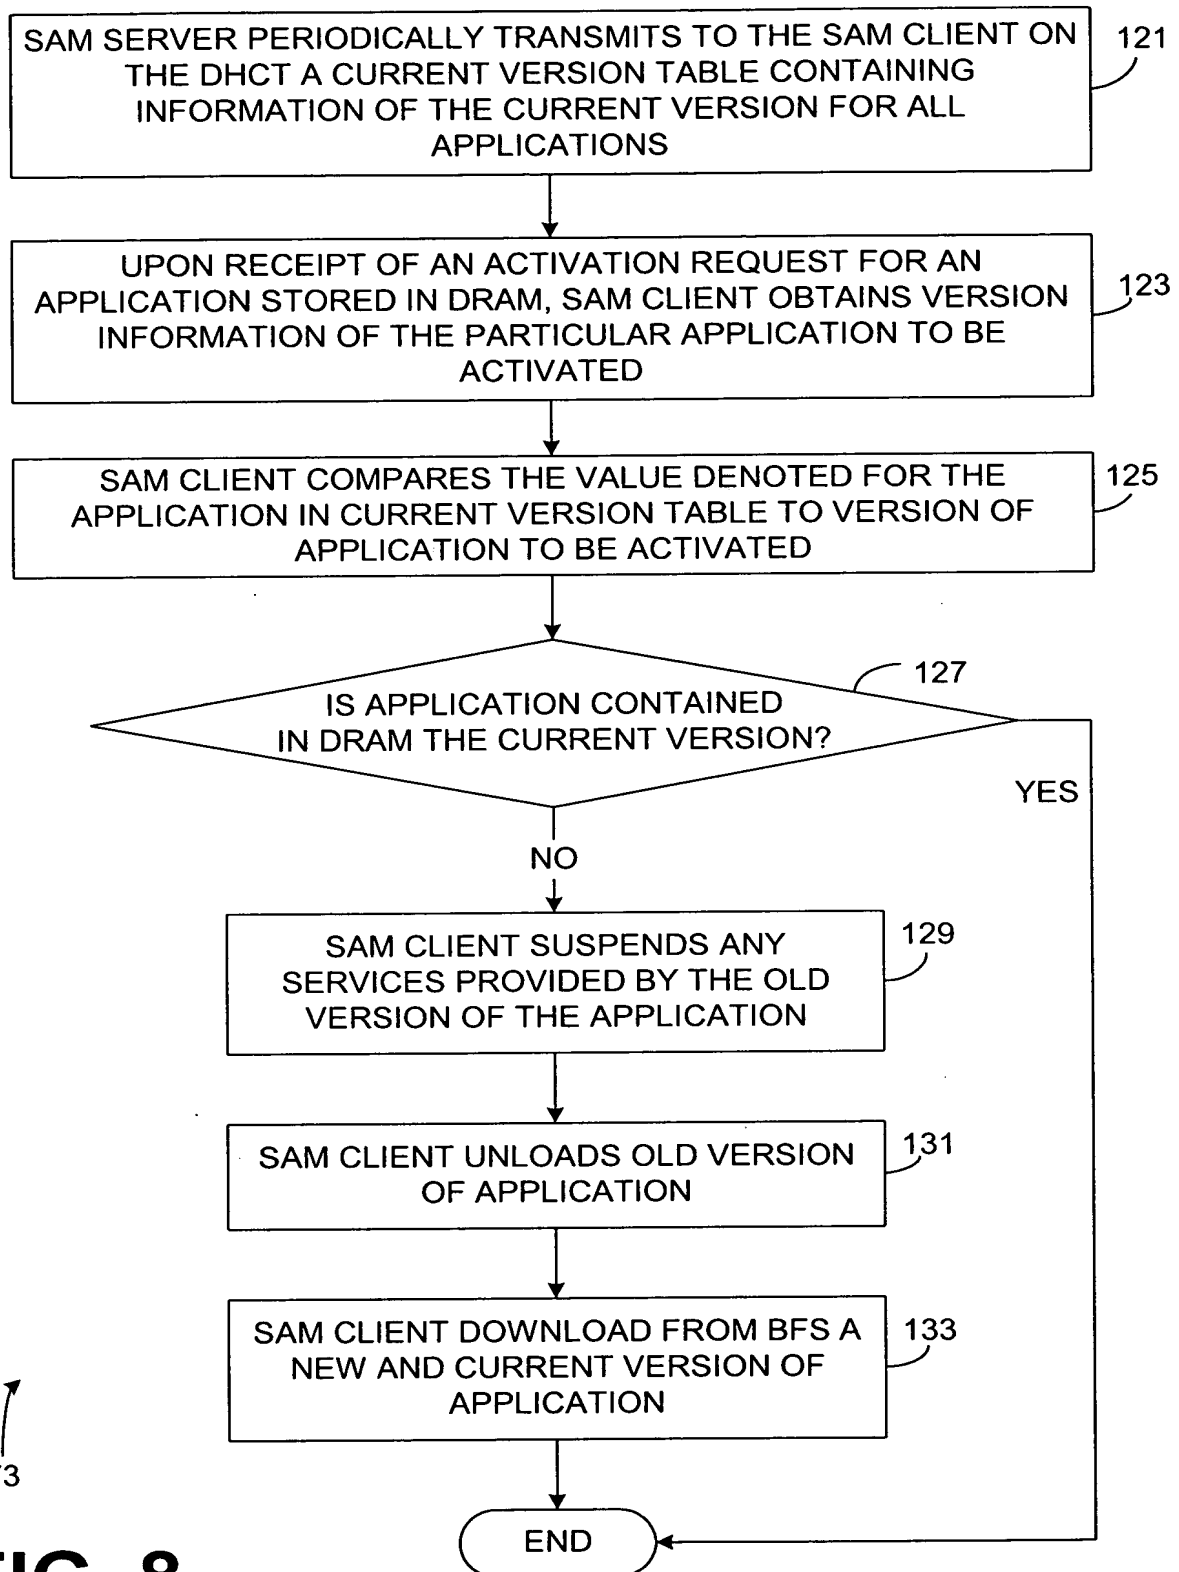 SAM SERVER PERIODICALLY TRANSMITS TO THE SAM CLIENT ON
THE DHCT A CURRENT VERSION TABLE CONTAINING
INFORMATION OF THE CURRENT VERSION FOR ALL
APPLICATIONS
121
UPON RECEIPT OF AN ACTIVATION REQUEST FOR AN
APPLICATION STORED IN DRAM, SAM CLIENT OBTAINS VERSION
INFORMATION OF THE PARTICULAR APPLICATION TO BE
ACTIVATED
123
SAM CLIENT COMPARES THE VALUE DENOTED FOR THE
APPLICATION IN CURRENT VERSION TABLE TO VERSION OF
APPLICATION TO BE ACTIVATED
125
IS APPLICATION CONTAINED
IN DRAM THE CURRENT VERSION?
127
YES
NO
SAM CLIENT SUSPENDS ANY
SERVICES PROVIDED BY THE OLD
VERSION OF THE APPLICATION
129
SAM CLIENT UNLOADS OLD VERSION
OF APPLICATION
131
SAM CLIENT DOWNLOAD FROM BFS A
NEW AND CURRENT VERSION OF
APPLICATION
133
END